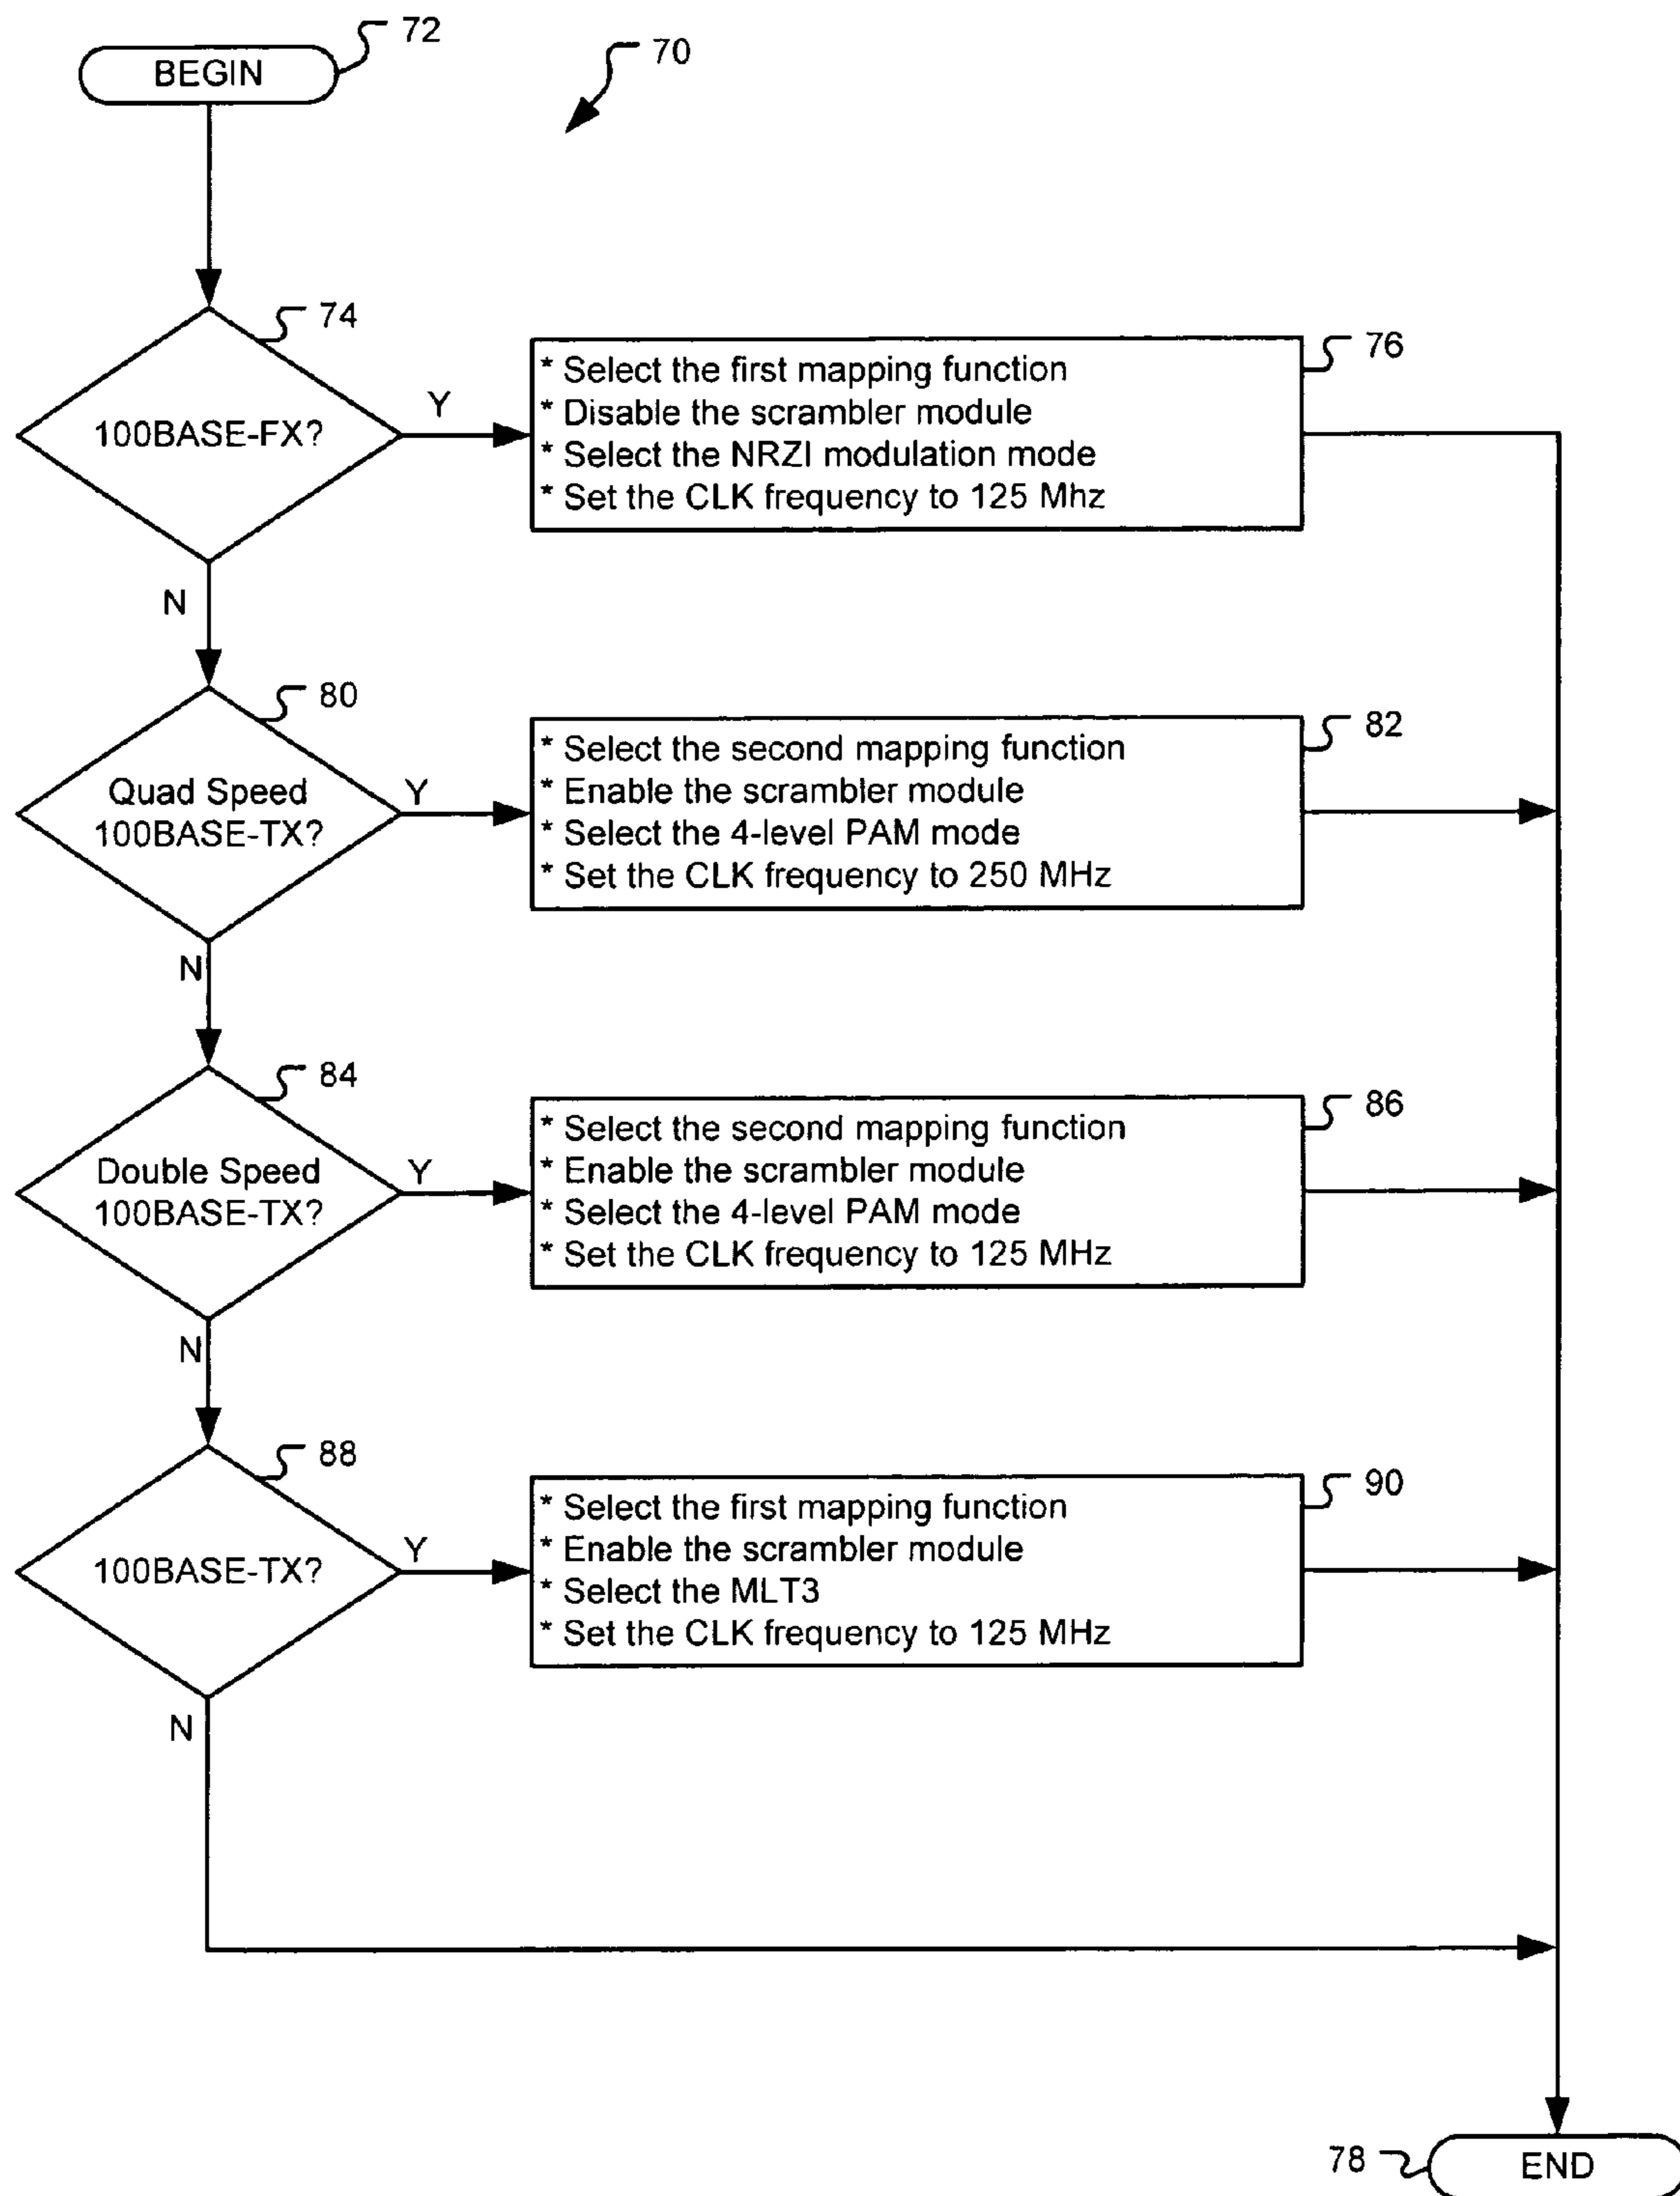 72
BEGIN
70
74
100BASE-FX?
Y
N
76
* Select the first mapping function
* Disable the scrambler module
* Select the NRZI modulation mode
* Set the CLK frequency to 125 Mhz
80
Quad Speed
100BASE-TX?
Y
N
82
* Select the second mapping function
* Enable the scrambler module
* Select the 4-level PAM mode
* Set the CLK frequency to 250 MHz
84
Double Speed
100BASE-TX?
Y
N
86
* Select the second mapping function
* Enable the scrambler module
* Select the 4-level PAM mode
* Set the CLK frequency to 125 MHz
88
100BASE-TX?
Y
N
90
* Select the first mapping function
* Enable the scrambler module
* Select the MLT3
* Set the CLK frequency to 125 MHz
78
END